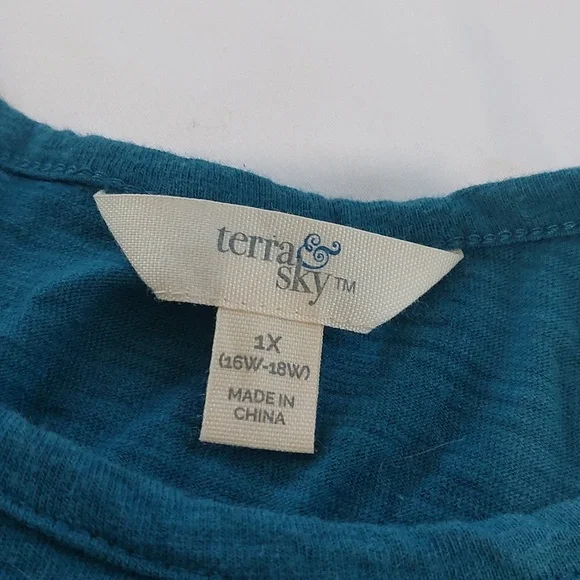 terra &
sky™
1X
(16W-18W)
MADE IN
CHINA